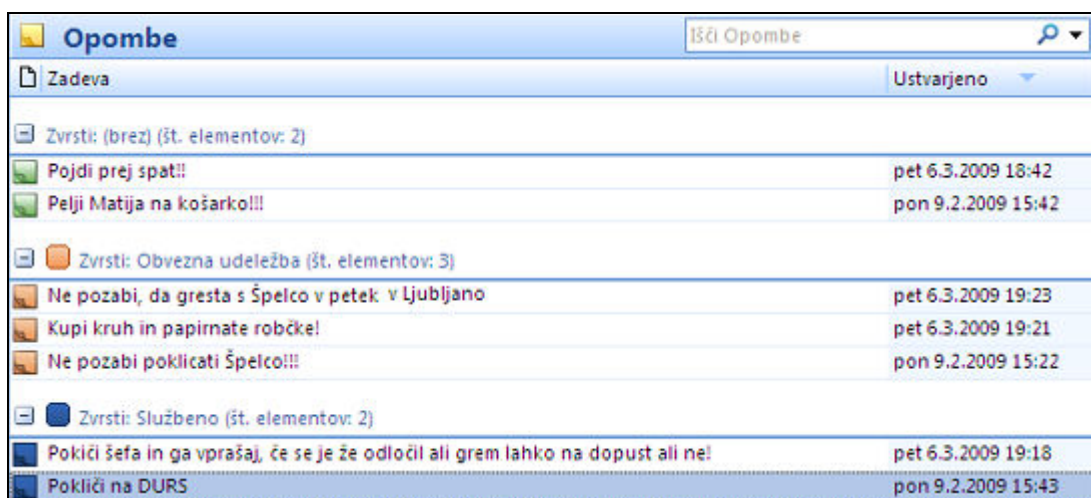 Opombe Išči Opombe
Zadeva Ustvarjeno
Zvrsti: (brez) (št. elementov: 2)
Pojdi prej spat!! pet 6.3.2009 18:42
Pelji Matija na košarko!!! pon 9.2.2009 15:42
Zvrsti: Obvezna udeležba (št. elementov: 3)
Ne pozabi, da gresta s Špelco v petek v Ljubljano pet 6.3.2009 19:23
Kupi kruh in papirnate robčke! pet 6.3.2009 19:21
Ne pozabi poklicati Špelco!!! pon 9.2.2009 15:22
Zvrsti: Službeno (št. elementov: 2)
Pokiči šefa in ga vprašaj, če se je že odločil ali grem lahko na dopust ali ne! pet 6.3.2009 19:18
Pokliči na DURS pon 9.2.2009 15:43